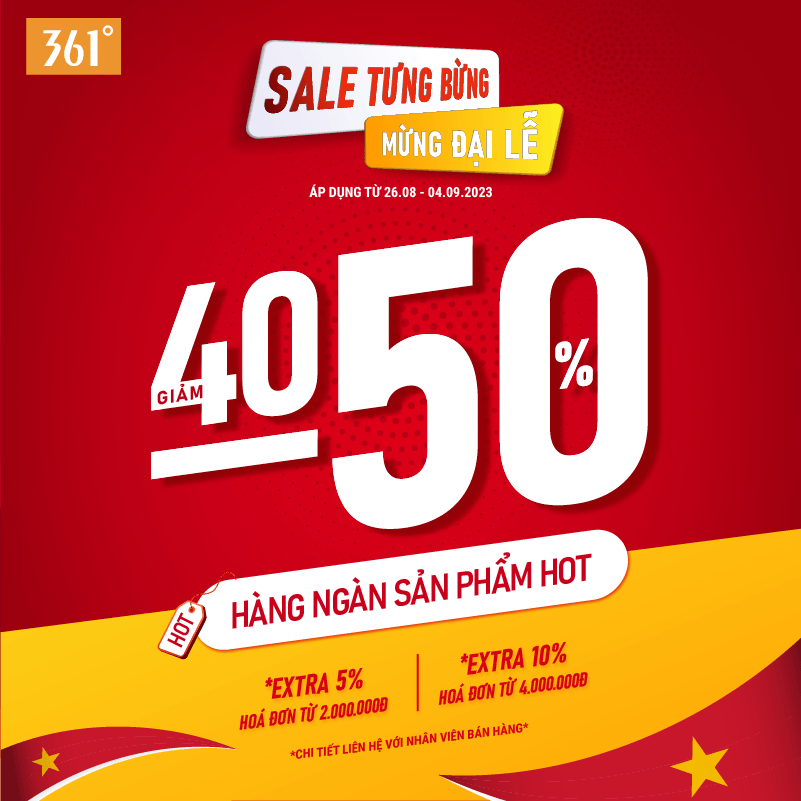 361°
SALE TƯNG BỪNG
MỪNG ĐẠI LỄ
ÁP DỤNG TỪ 26.08 - 04.09.2023
GIẢM 40 50%
HOT
HÀNG NGÀN SẢN PHẨM HOT
*EXTRA 5%
HOÁ ĐƠN TỪ 2.000.000Đ
*EXTRA 10%
HOÁ ĐƠN TỪ 4.000.000Đ
*CHI TIẾT LIÊN HỆ VỚI NHÂN VIÊN BÁN HÀNG*